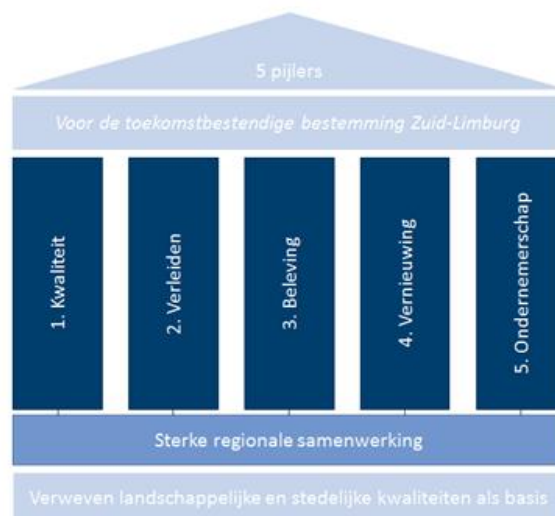 5 pijlers
Voor de toekomstbestendige bestemming Zuid-Limburg
1. Kwaliteit
2. Verleiden
3. Beleving
4. Vernieuwing
5. Ondernemerschap
Sterke regionale samenwerking
Verweven landschappelijke en stedelijke kwaliteiten als basis